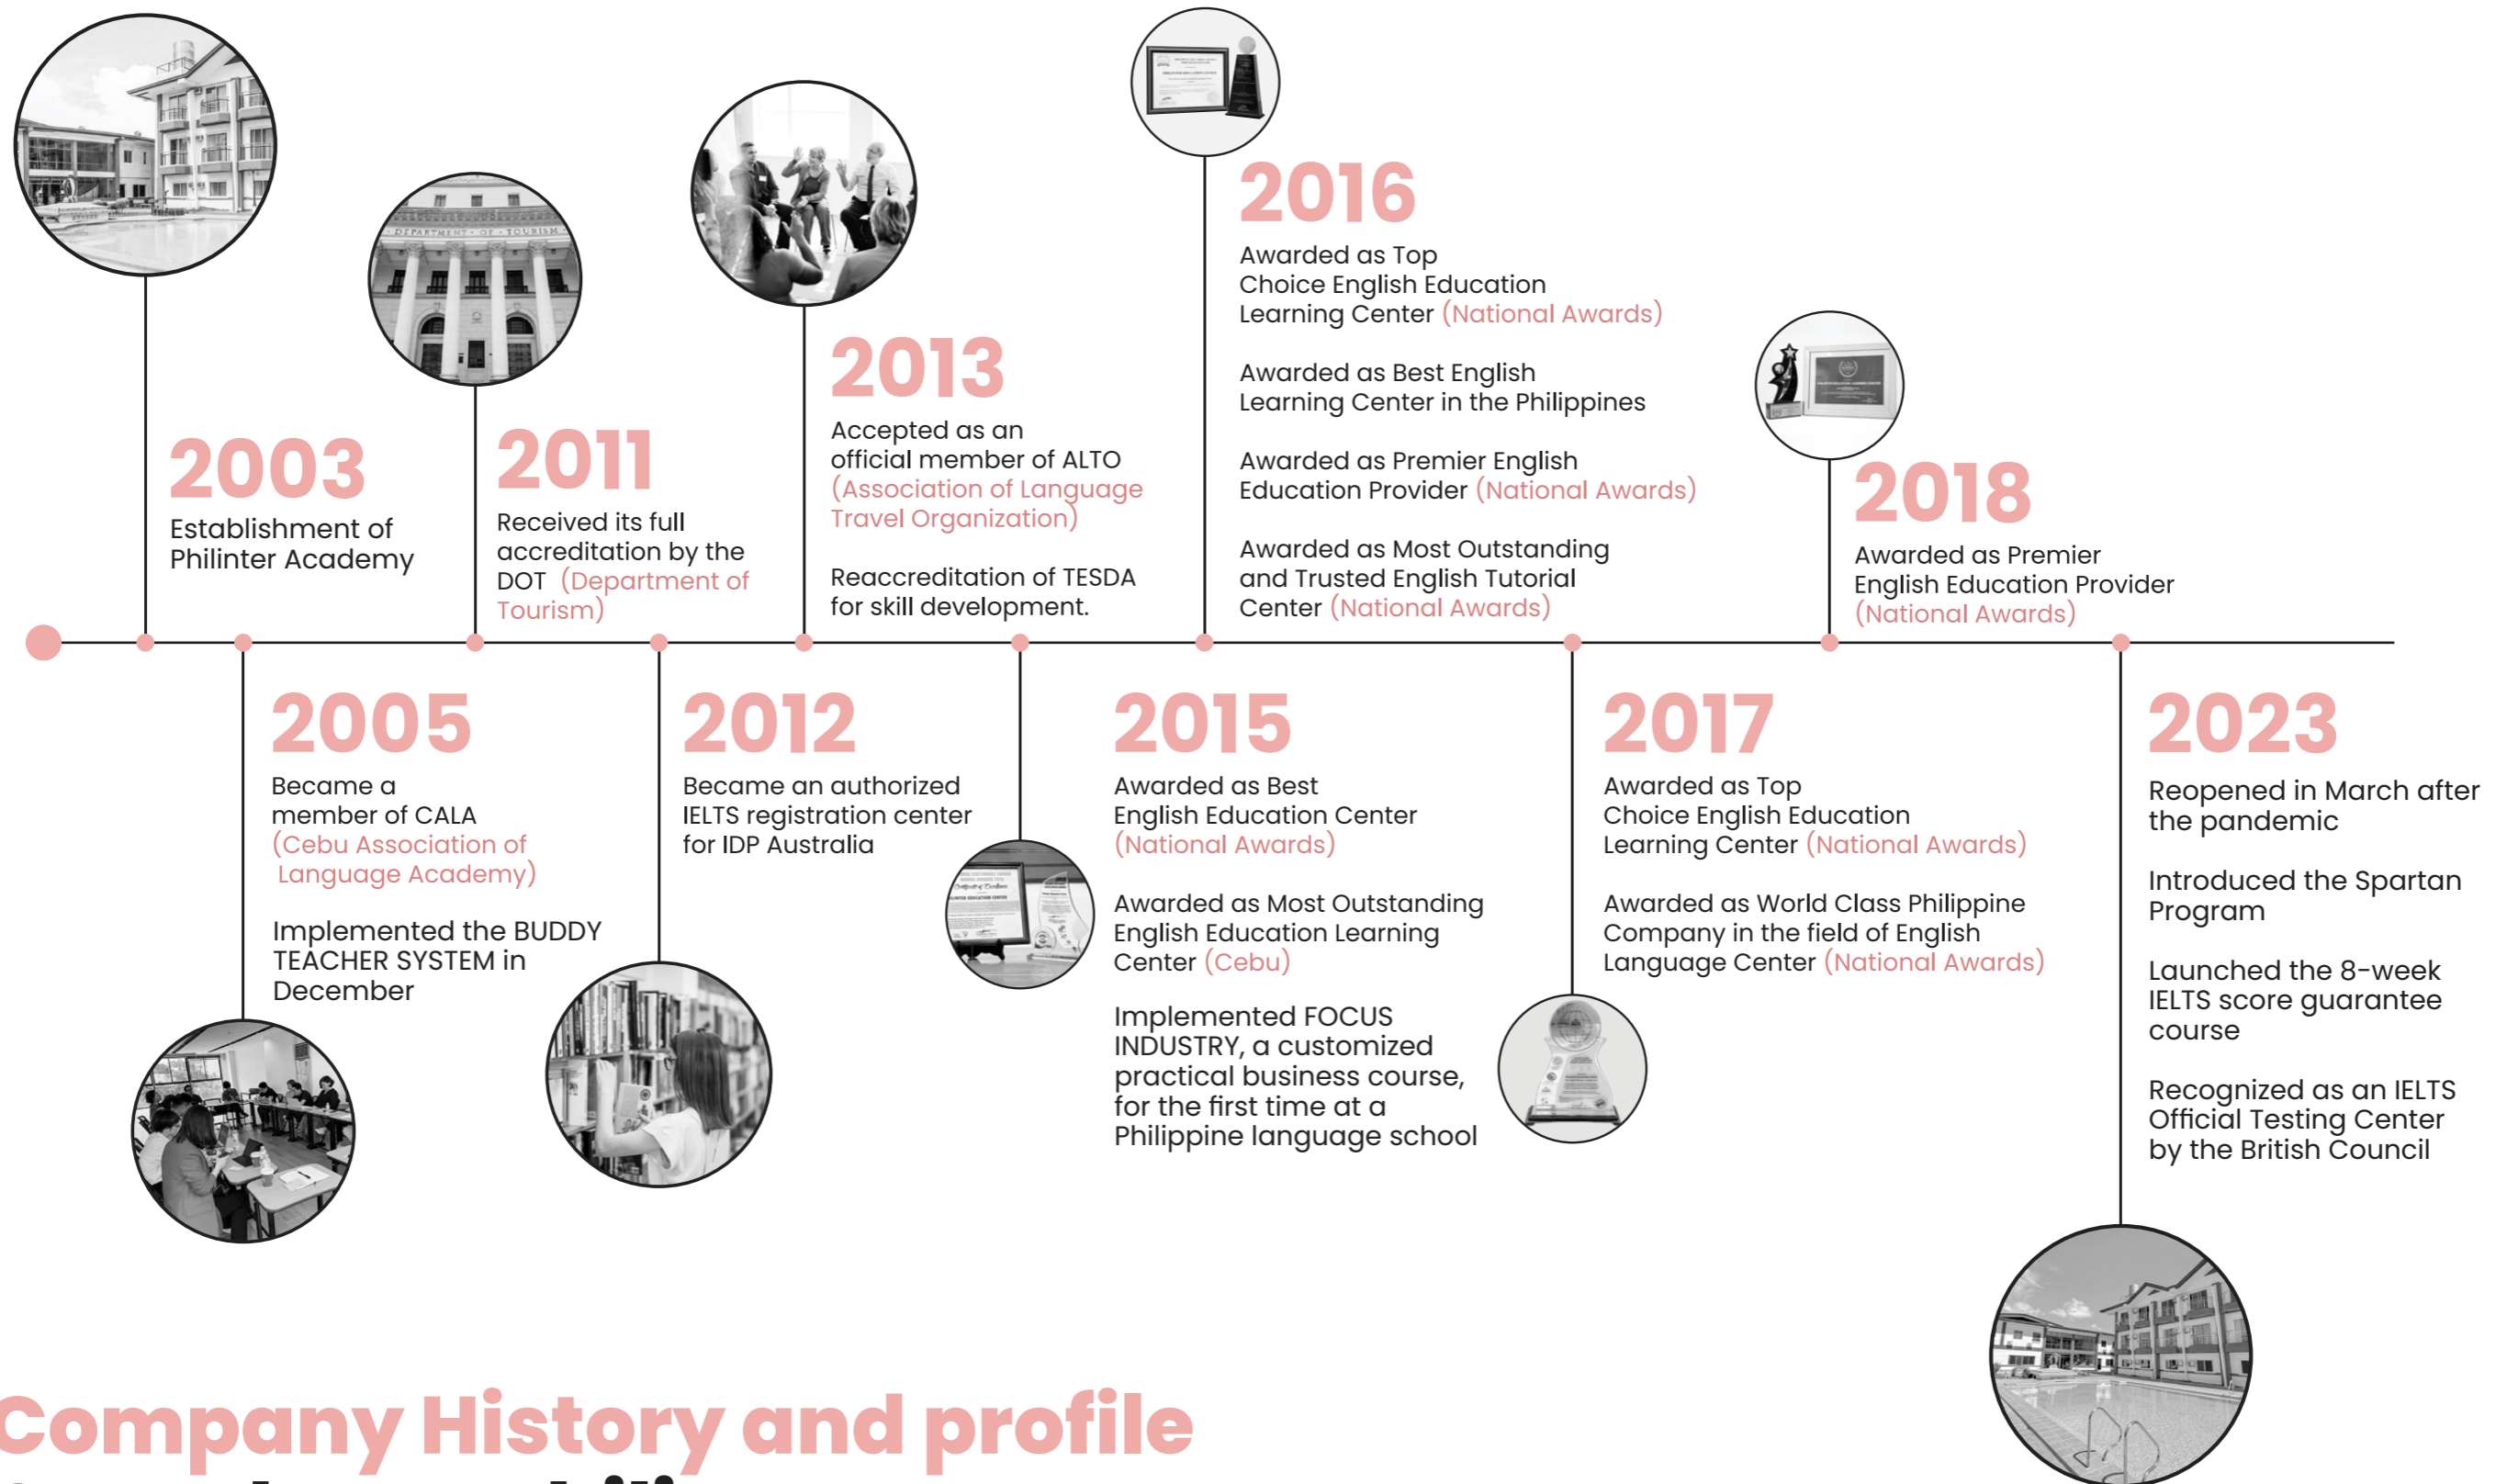 2003
Establishment of
Philinter Academy
2005
Became a
member of CALA
(Cebu Association of
Language Academy)
Implemented the BUDDY
TEACHER SYSTEM in
December
DEPARTMENT · OF · TOURISM
2011
Received its full
accreditation by the
DOT (Department of
Tourism)
2012
Became an authorized
IELTS registration center
for IDP Australia
2013
Accepted as an
official member of ALTO
(Association of Language
Travel Organization)
Reaccreditation of TESDA
for skill development.
2015
Awarded as Best
English Education Center
(National Awards)
Awarded as Most Outstanding
English Education Learning
Center (Cebu)
Implemented FOCUS
INDUSTRY, a customized
practical business course,
for the first time at a
Philippine language school
2016
Awarded as Top
Choice English Education
Learning Center (National Awards)
Awarded as Best English
Learning Center in the Philippines
Awarded as Premier English
Education Provider (National Awards)
Awarded as Most Outstanding
and Trusted English Tutorial
Center (National Awards)
2017
Awarded as Top
Choice English Education
Learning Center (National Awards)
Awarded as World Class Philippine
Company in the field of English
Language Center (National Awards)
2018
Awarded as Premier
English Education Provider
(National Awards)
2023
Reopened in March after
the pandemic
Introduced the Spartan
Program
Launched the 8-week
IELTS score guarantee
course
Recognized as an IELTS
Official Testing Center
by the British Council
Company History and profile